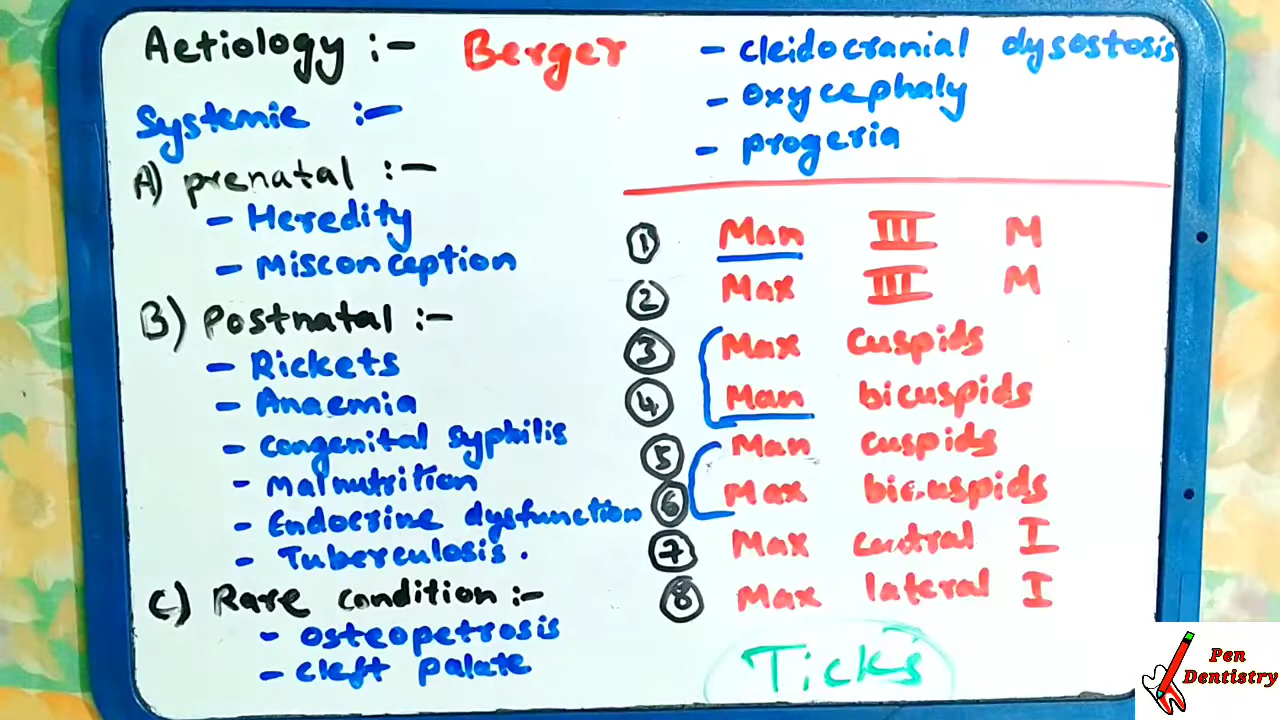 Aetiology :- Berger
Systemic :-
A) prenatal :-
- Heredity
- Misconception
B) Postnatal :-
- Rickets
- Anaemia
- congenital syphilis
- Malnutrition
- Endocrine dysfunction
- Tuberculosis.
C) Rare condition :-
- osteopetrosis
- cleft palate
- cleidocranial dysostosis
- oxycephaly
- progeria
1 Man III M
2 Max III M
3 Max cuspids
4 Man bicuspids
5 Man cuspids
6 Max bicuspids
7 Max central I
8 Max lateral I
Ticks
Pen
Dentistry